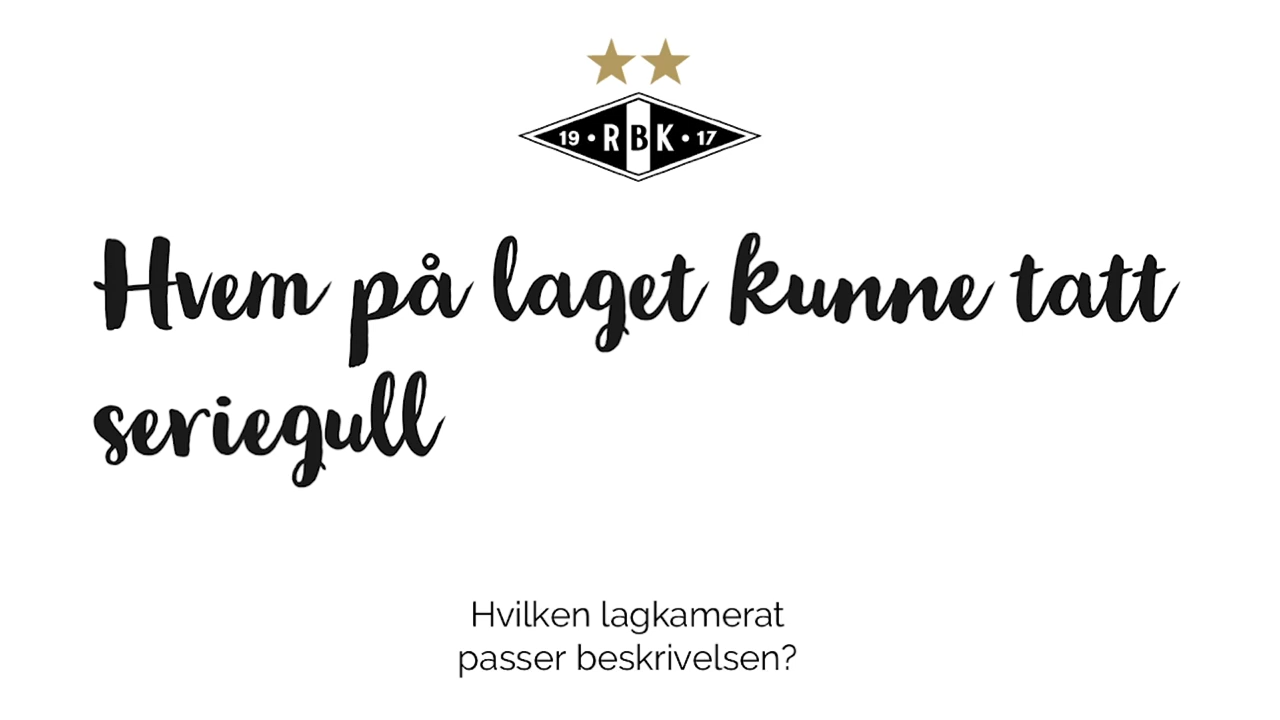 19 • RBK • 17
Hvem på laget kunne tatt
seriegull
Hvilken lagkamerat
passer beskrivelsen?